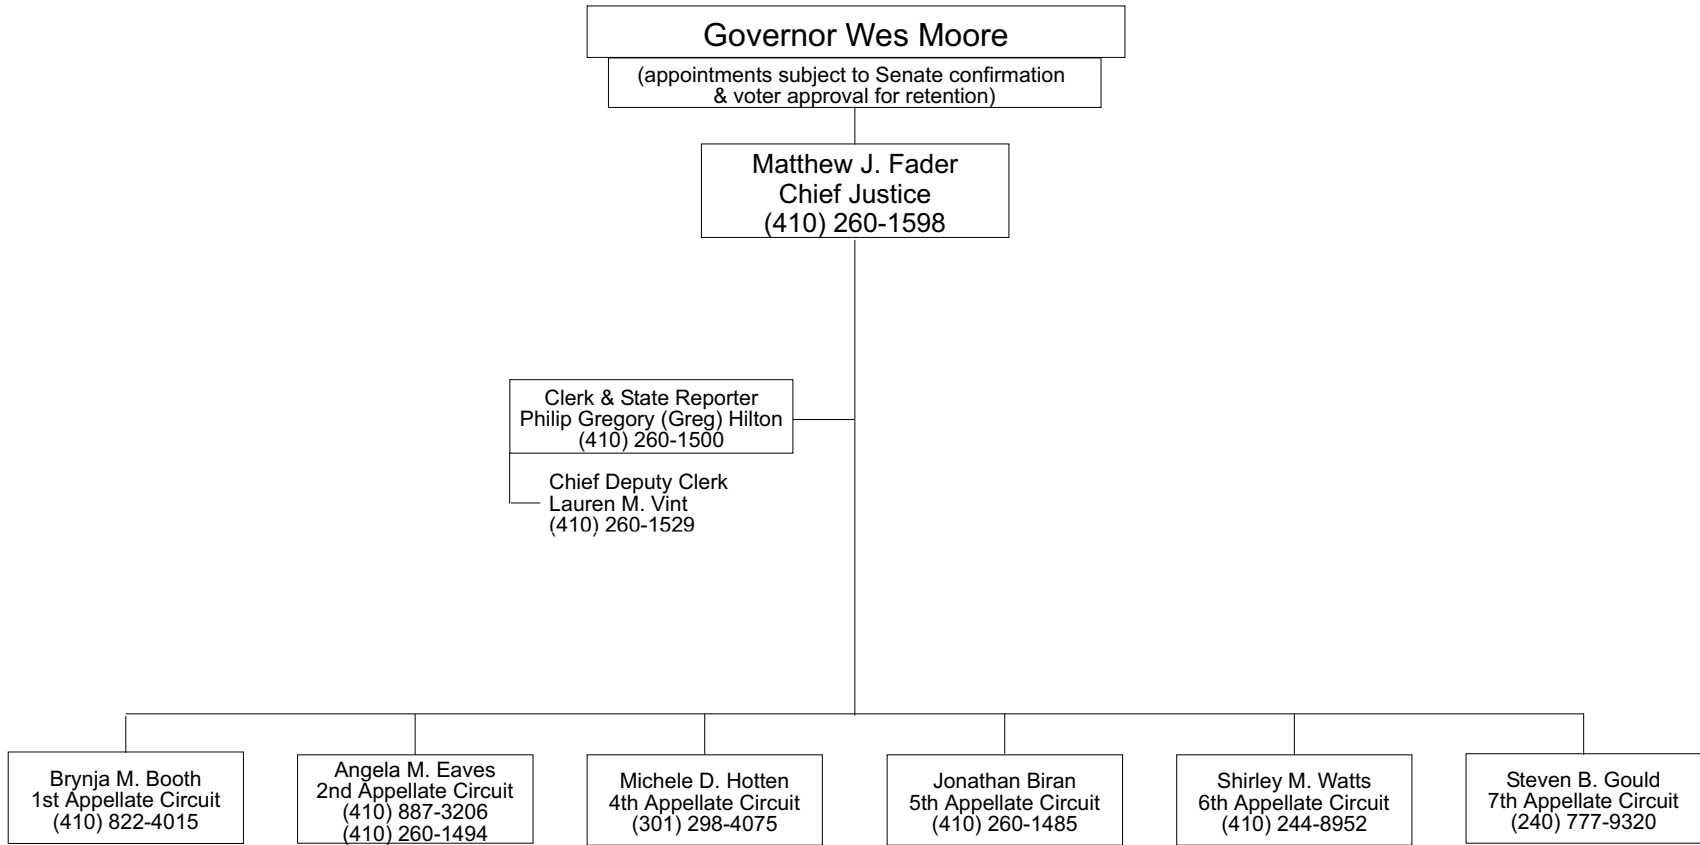 Governor Wes Moore
(appointments subject to Senate confirmation
& voter approval for retention)
Matthew J. Fader
Chief Justice
(410) 260-1598
Clerk & State Reporter
Philip Gregory (Greg) Hilton
(410) 260-1500
Chief Deputy Clerk
Lauren M. Vint
(410) 260-1529
Brynja M. Booth
1st Appellate Circuit
(410) 822-4015
Angela M. Eaves
2nd Appellate Circuit
(410) 887-3206
(410) 260-1494
Michele D. Hotten
4th Appellate Circuit
(301) 298-4075
Jonathan Biran
5th Appellate Circuit
(410) 260-1485
Shirley M. Watts
6th Appellate Circuit
(410) 244-8952
Steven B. Gould
7th Appellate Circuit
(240) 777-9320